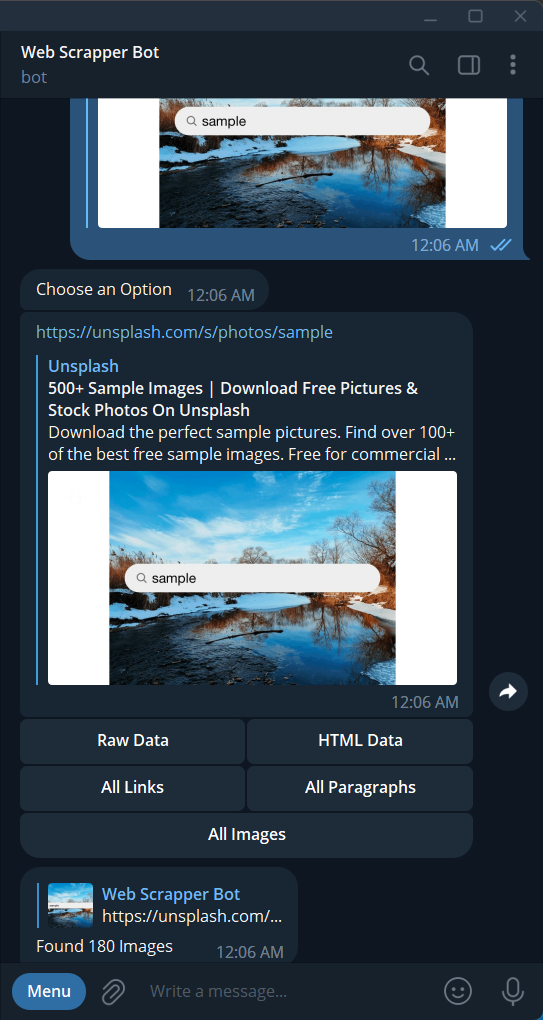 Web Scrapper Bot
bot
sample
12:06 AM
Choose an Option
12:06 AM
https://unsplash.com/s/photos/sample
Unsplash
500+ Sample Images | Download Free Pictures &
Stock Photos On Unsplash
Download the perfect sample pictures. Find over 100+
of the best free sample images. Free for commercial ...
sample
12:06 AM
Raw Data
HTML Data
All Links
All Paragraphs
All Images
Web Scrapper Bot
https://unsplash.com/...
Found 180 Images
12:06 AM
Menu
Write a message...